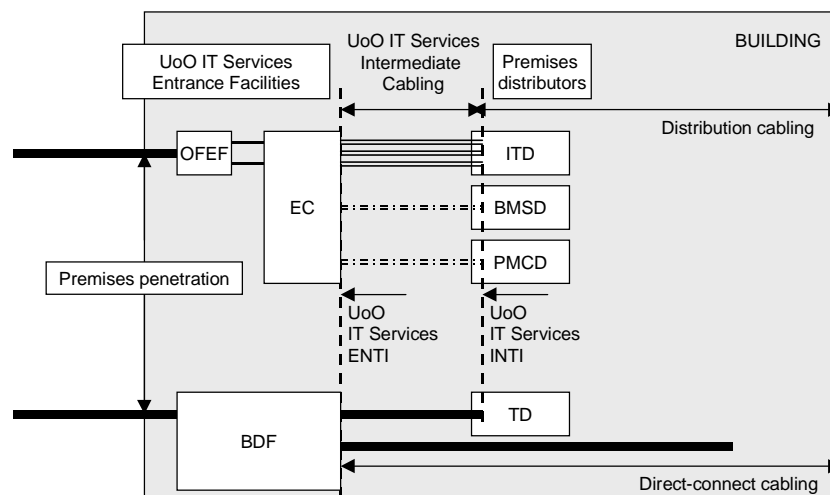 BUILDING
UoO IT Services
Entrance Facilities
UoO IT Services
Intermediate
Cabling
Premises
distributors
Distribution cabling
OFEF
EC
ITD
BMSD
PMCD
Premises penetration
UoO
IT Services
ENTI
UoO
IT Services
INTI
BDF
TD
Direct-connect cabling